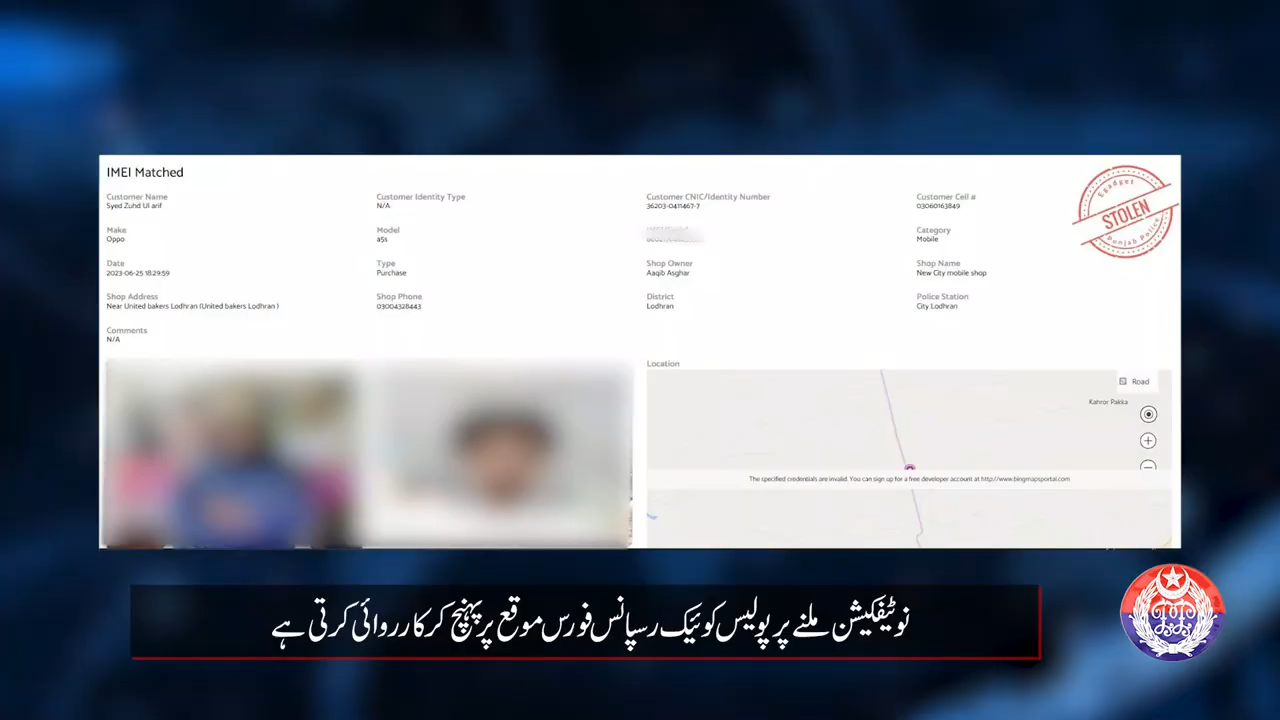 IMEI Matched
Customer Name
Syed Zuhd Ul arif
Customer Identity Type
N/A
Customer CNIC/Identity Number
36203-0411467-7
Customer Cell #
03060163849
Make
Oppo
Model
a5s
Category
Mobile
Date
2023-06-25 18:29:59
Type
Purchase
Shop Owner
Aaqib Asghar
Shop Name
New City mobile shop
Shop Address
Near United bakers Lodhran (United bakers Lodhran )
Shop Phone
03004328443
District
Lodhran
Police Station
City Lodhran
Comments
N/A
Egadget
STOLEN
Punjab Police
Location
Road
Kahror Pakka
The specified credentials are invalid. You can sign up for a free developer account at http://www.bingmapsportal.com
نوٹیفکیشن ملنے پر پولیس کوئیک رسپانس فورس موقع پر پہنچ کر کارروائی کرتی ہے